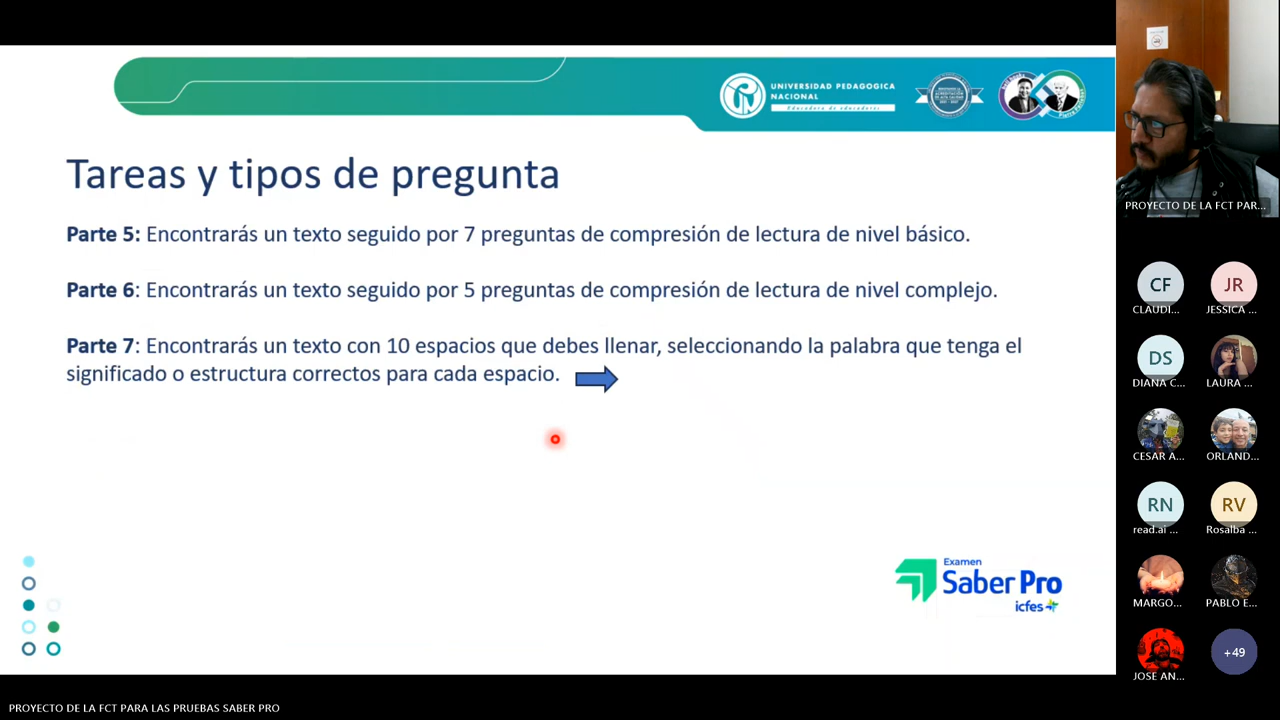 UNIVERSIDAD PEDAGOGICA
NACIONAL
Educadora de educadores
Tareas y tipos de pregunta
Parte 5: Encontrarás un texto seguido por 7 preguntas de compresión de lectura de nivel básico.
Parte 6: Encontrarás un texto seguido por 5 preguntas de compresión de lectura de nivel complejo.
Parte 7: Encontrarás un texto con 10 espacios que debes llenar, seleccionando la palabra que tenga el
significado o estructura correctos para cada espacio.
Examen
Saber Pro
icfes
PROYECTO DE LA FCT PAR...
CF
CLAUDI...
JR
JESSICA ...
DS
DIANA C...
LAURA ...
CESAR A...
ORLAND...
RN
read.ai ...
RV
Rosalba ...
MARGO...
PABLO E...
JOSE AN...
+49
PROYECTO DE LA FCT PARA LAS PRUEBAS SABER PRO